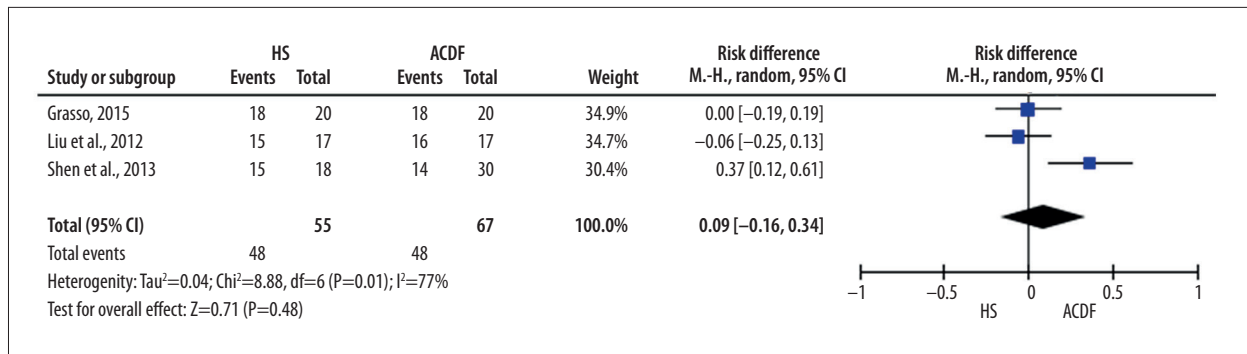 HS ACDF Risk difference Risk difference
Study or subgroup Events Total Events Total Weight M.-H., random, 95% CI M.-H., random, 95% CI
Grasso, 2015 18 20 18 20 34.9% 0.00 [−0.19, 0.19]
Liu et al., 2012 15 17 16 17 34.7% −0.06 [−0.25, 0.13]
Shen et al., 2013 15 18 14 30 30.4% 0.37 [0.12, 0.61]
Total (95% CI) 55 67 100.0% 0.09 [−0.16, 0.34]
Total events 48 48
Heterogenity: Tau²=0.04; Chi²=8.88, df=6 (P=0.01); I²=77%
Test for overall effect: Z=0.71 (P=0.48)
−1 −0.5 0 0.5 1
HS ACDF